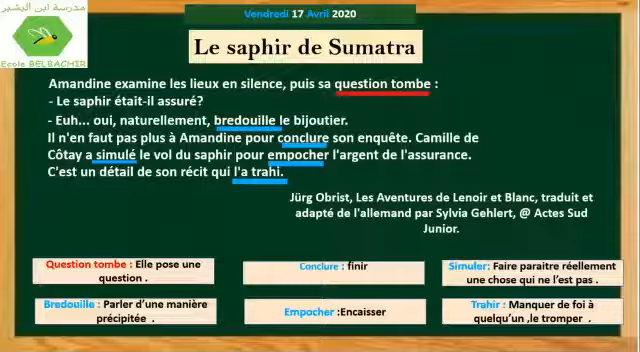 مدرسة ابن البشير
Ecole BELBACHIR
Vendredi 17 Avril 2020
Le saphir de Sumatra
Amandine examine les lieux en silence, puis sa question tombe :
- Le saphir était-il assuré?
- Euh... oui, naturellement, bredouille le bijoutier.
Il n'en faut pas plus à Amandine pour conclure son enquête. Camille de
Côtay a simulé le vol du saphir pour empocher l'argent de l'assurance.
C'est un détail de son récit qui l'a trahi.
Jürg Obrist, Les Aventures de Lenoir et Blanc, traduit et
adapté de l'allemand par Sylvia Gehlert, @ Actes Sud
Junior.
Question tombe : Elle pose une
question .
Conclure : finir
Simuler: Faire paraitre réellement
une chose qui ne l'est pas .
Bredouille : Parler d'une manière
précipitée .
Empocher :Encaisser
Trahir : Manquer de foi à
quelqu'un ,le tromper .